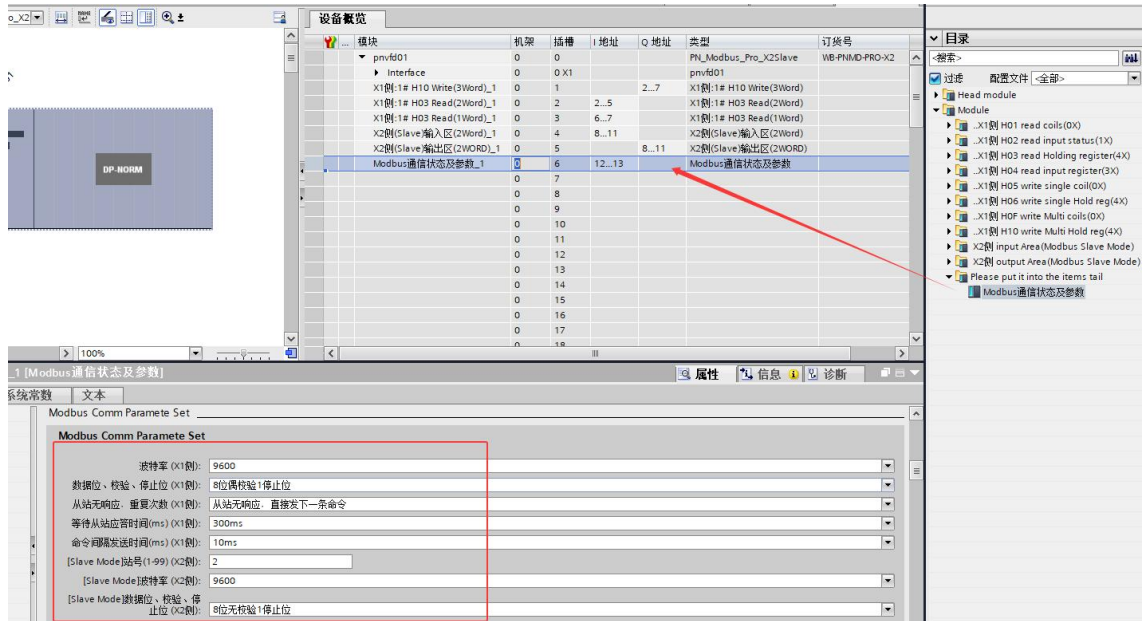 o_X2
设备概览
... 模块 机架 插槽 I 地址 Q 地址 类型 订货号
pnvfd01 0 0 PN_Modbus_Pro_X2Slave WB-PNMD-PRO-X2
Interface 0 0 X1 pnvfd01
X1侧:1# H10 Write(3Word)_1 0 1 2...7 X1侧:1# H10 Write(3Word)
X1侧:1# H03 Read(2Word)_1 0 2 2...5 X1侧:1# H03 Read(2Word)
X1侧:1# H03 Read(1Word)_1 0 3 6...7 X1侧:1# H03 Read(1Word)
X2侧(Slave)输入区(2Word)_1 0 4 8...11 X2侧(Slave)输入区(2Word)
X2侧(Slave)输出区(2WORD)_1 0 5 8...11 X2侧(Slave)输出区(2WORD)
Modbus通信状态及参数_1 0 6 12...13 Modbus通信状态及参数
0 7
0 8
0 9
0 10
0 11
0 12
0 13
0 14
0 15
0 16
0 17
0 18
DP-NORM
100%
目录
<搜索>
过滤 配置文件 <全部>
Head module
Module
..X1侧 H01 read coils(0X)
..X1侧 H02 read input status(1X)
..X1侧 H03 read Holding register(4X)
..X1侧 H04 read input register(3X)
..X1侧 H05 write single coil(0X)
..X1侧 H06 write single Hold reg(4X)
..X1侧 H0F write Multi coils(0X)
..X1侧 H10 write Multi Hold reg(4X)
X2侧 input Area(Modbus Slave Mode)
X2侧 output Area(Modbus Slave Mode)
Please put it into the items tail
Modbus通信状态及参数
_1 [Modbus通信状态及参数]
属性 信息 诊断
系统常数 文本
Modbus Comm Paramete Set
Modbus Comm Paramete Set
波特率 (X1侧): 9600
数据位、校验、停止位 (X1侧): 8位偶校验1停止位
从站无响应. 重复次数 (X1侧): 从站无响应. 直接发下一条命令
等待从站应答时间(ms) (X1侧): 300ms
命令间隔发送时间(ms) (X1侧): 10ms
[Slave Mode]站号(1-99) (X2侧): 2
[Slave Mode]波特率 (X2侧): 9600
[Slave Mode]数据位、校验、停
止位 (X2侧): 8位无校验1停止位